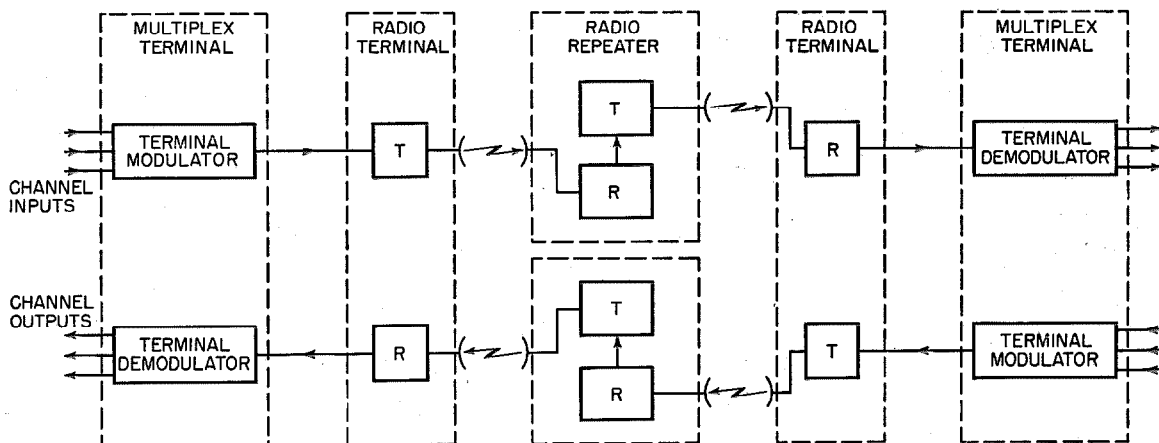 MULTIPLEX
TERMINAL
RADIO
TERMINAL
RADIO
REPEATER
RADIO
TERMINAL
MULTIPLEX
TERMINAL
TERMINAL
MODULATOR
T
T
R
R
TERMINAL
DEMODULATOR
CHANNEL
INPUTS
CHANNEL
OUTPUTS
TERMINAL
DEMODULATOR
R
T
R
T
TERMINAL
MODULATOR